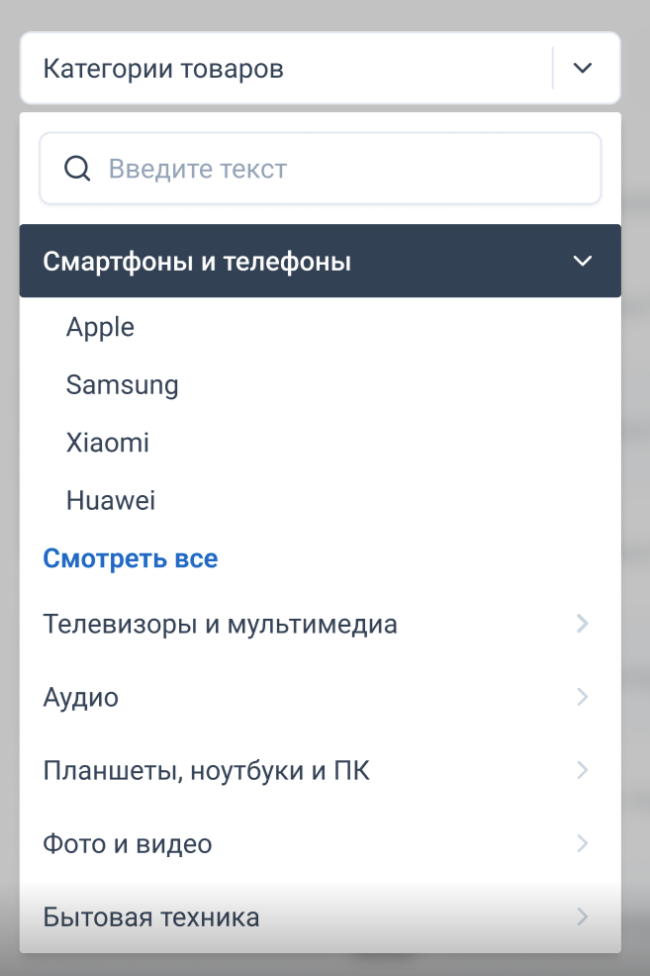 Категории товаров
Введите текст
Смартфоны и телефоны
Apple
Samsung
Xiaomi
Huawei
Смотреть все
Телевизоры и мультимедиа
Аудио
Планшеты, ноутбуки и ПК
Фото и видео
Бытовая техника